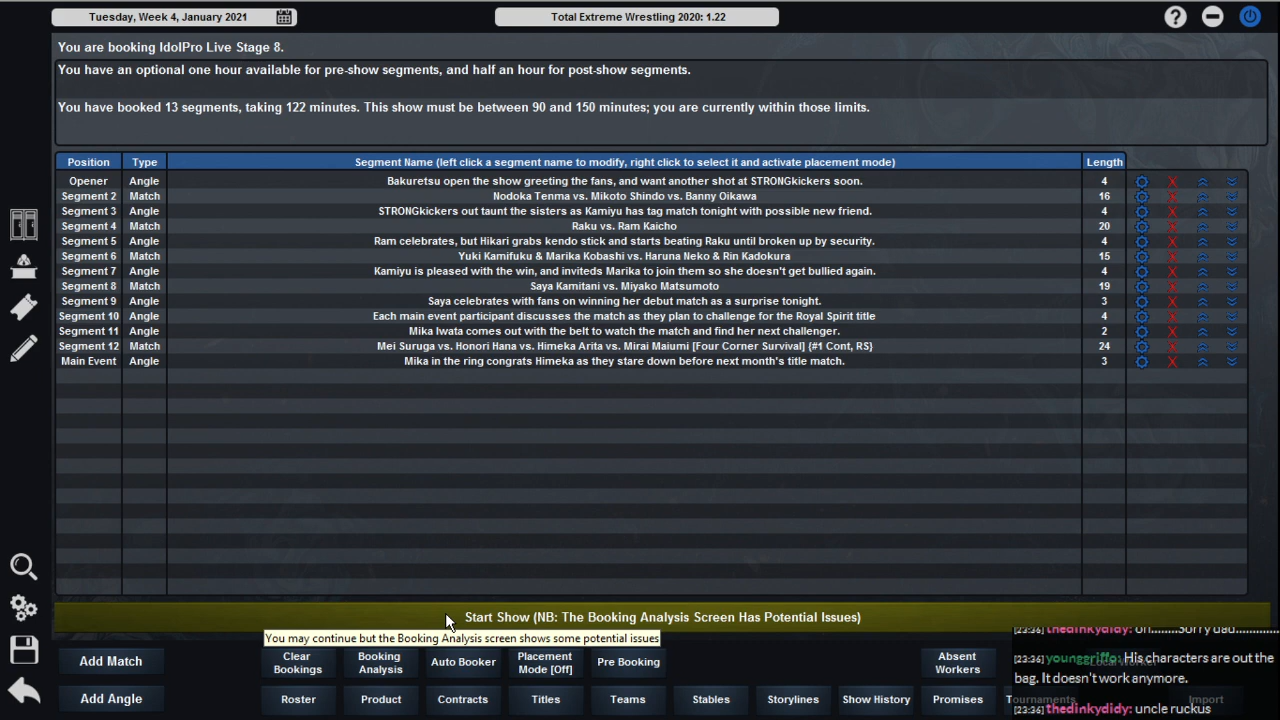 Tuesday, Week 4, January 2021
Total Extreme Wrestling 2020: 1.22
You are booking IdolPro Live Stage 8.
You have an optional one hour available for pre-show segments, and half an hour for post-show segments.
You have booked 13 segments, taking 122 minutes. This show must be between 90 and 150 minutes; you are currently within those limits.
Position Type Segment Name (left click a segment name to modify, right click to select it and activate placement mode) Length
Opener Angle Bakuretsu open the show greeting the fans, and want another shot at STRONGkickers soon. 4
Segment 2 Match Nodoka Tenma vs. Mikoto Shindo vs. Banny Oikawa 16
Segment 3 Angle STRONGkickers out taunt the sisters as Kamiyu has tag match tonight with possible new friend. 4
Segment 4 Match Raku vs. Ram Kaicho 20
Segment 5 Angle Ram celebrates, but Hikari grabs kendo stick and starts beating Raku until broken up by security. 4
Segment 6 Match Yuki Kamifuku & Marika Kobashi vs. Haruna Neko & Rin Kadokura 15
Segment 7 Angle Kamiyu is pleased with the win, and inviteds Marika to join them so she doesn't get bullied again. 4
Segment 8 Match Saya Kamitani vs. Miyako Matsumoto 19
Segment 9 Angle Saya celebrates with fans on winning her debut match as a surprise tonight. 3
Segment 10 Angle Each main event participant discusses the match as they plan to challenge for the Royal Spirit title 4
Segment 11 Angle Mika Iwata comes out with the belt to watch the match and find her next challenger. 2
Segment 12 Match Mei Suruga vs. Honori Hana vs. Himeka Arita vs. Mirai Maiumi [Four Corner Survival] {#1 Cont, RS} 24
Main Event Angle Mika in the ring congrats Himeka as they stare down before next month's title match. 3
Start Show (NB: The Booking Analysis Screen Has Potential Issues)
You may continue but the Booking Analysis screen shows some potential issues
Add Match
Clear Bookings
Booking Analysis
Auto Booker
Placement Mode [Off]
Pre Booking
Absent Workers
Add Angle
Roster
Product
Contracts
Titles
Teams
Stables
Storylines
Show History
Promises
Tournaments
Import
[23:36] thedinkydidy: oh........Sorry dad............
[23:36] younggriffo: His characters are out the
bag. It doesn't work anymore.
[23:36] thedinkydidy: uncle ruckus